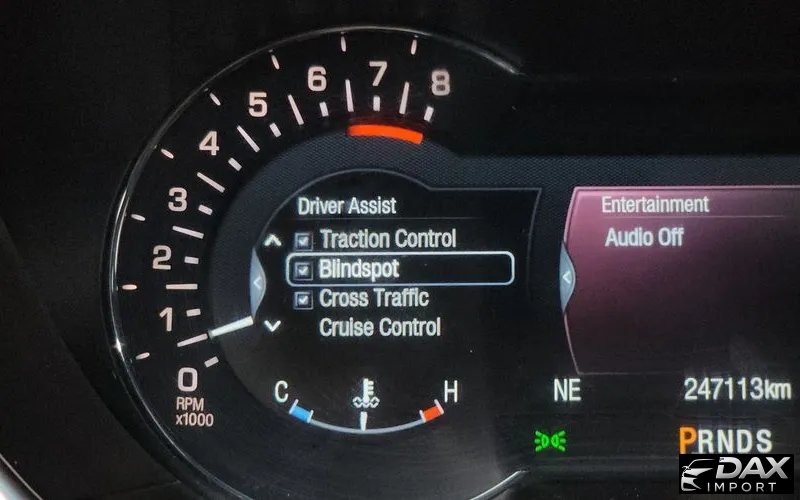 8
7
6
5
4
3
2
1
0
RPM
x1000
Driver Assist
Traction Control
Blindspot
Cross Traffic
Cruise Control
C
H
Entertainment
Audio Off
NE
247113km
PRNDS
DAX
IMPORT